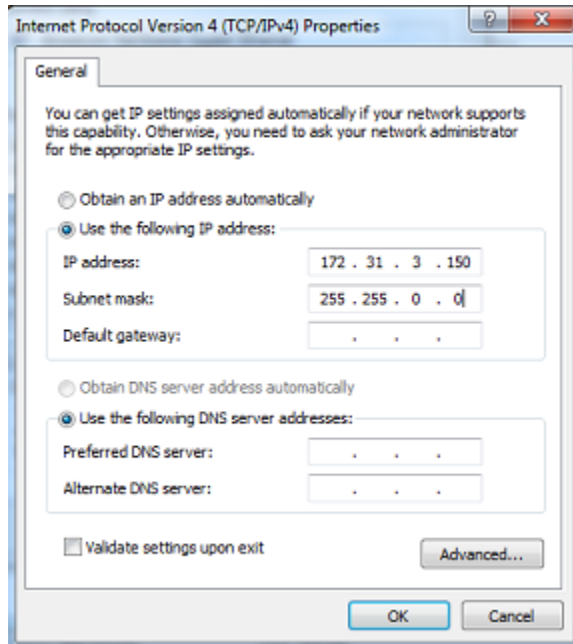 Internet Protocol Version 4 (TCP/IPv4) Properties
? X
General
You can get IP settings assigned automatically if your network supports
this capability. Otherwise, you need to ask your network administrator
for the appropriate IP settings.
Obtain an IP address automatically
Use the following IP address:
IP address: 172 . 31 . 3 . 150
Subnet mask: 255 . 255 . 0 . 0
Default gateway: . . .
Obtain DNS server address automatically
Use the following DNS server addresses:
Preferred DNS server: . . .
Alternate DNS server: . . .
Validate settings upon exit
Advanced...
OK Cancel